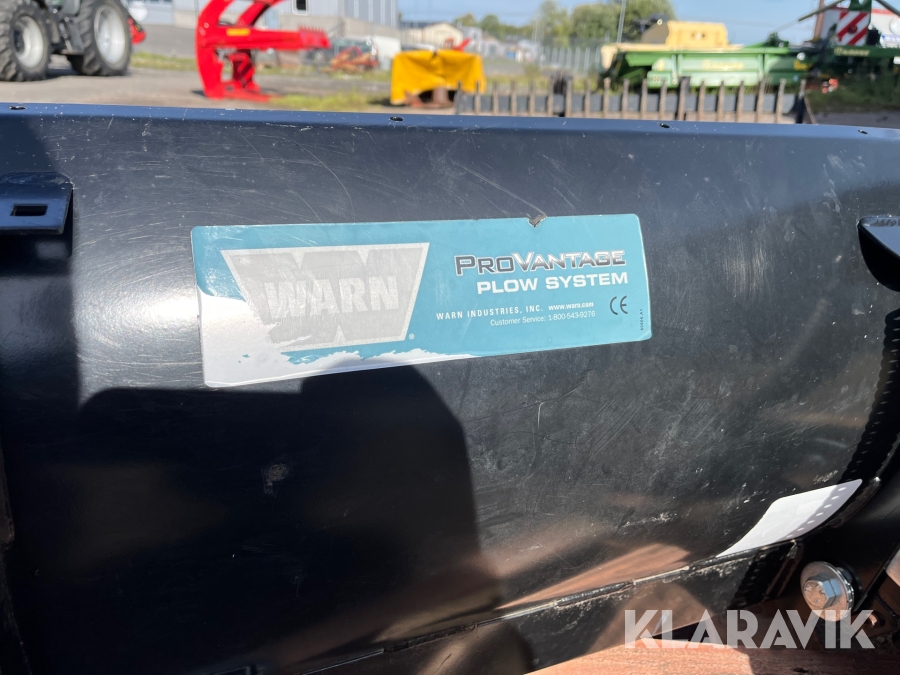 WARN
PROVANTAGE
PLOW SYSTEM
WARN INDUSTRIES, INC. www.warn.com
Customer Service: 1-800-543-9276
CE
KLARAVIK